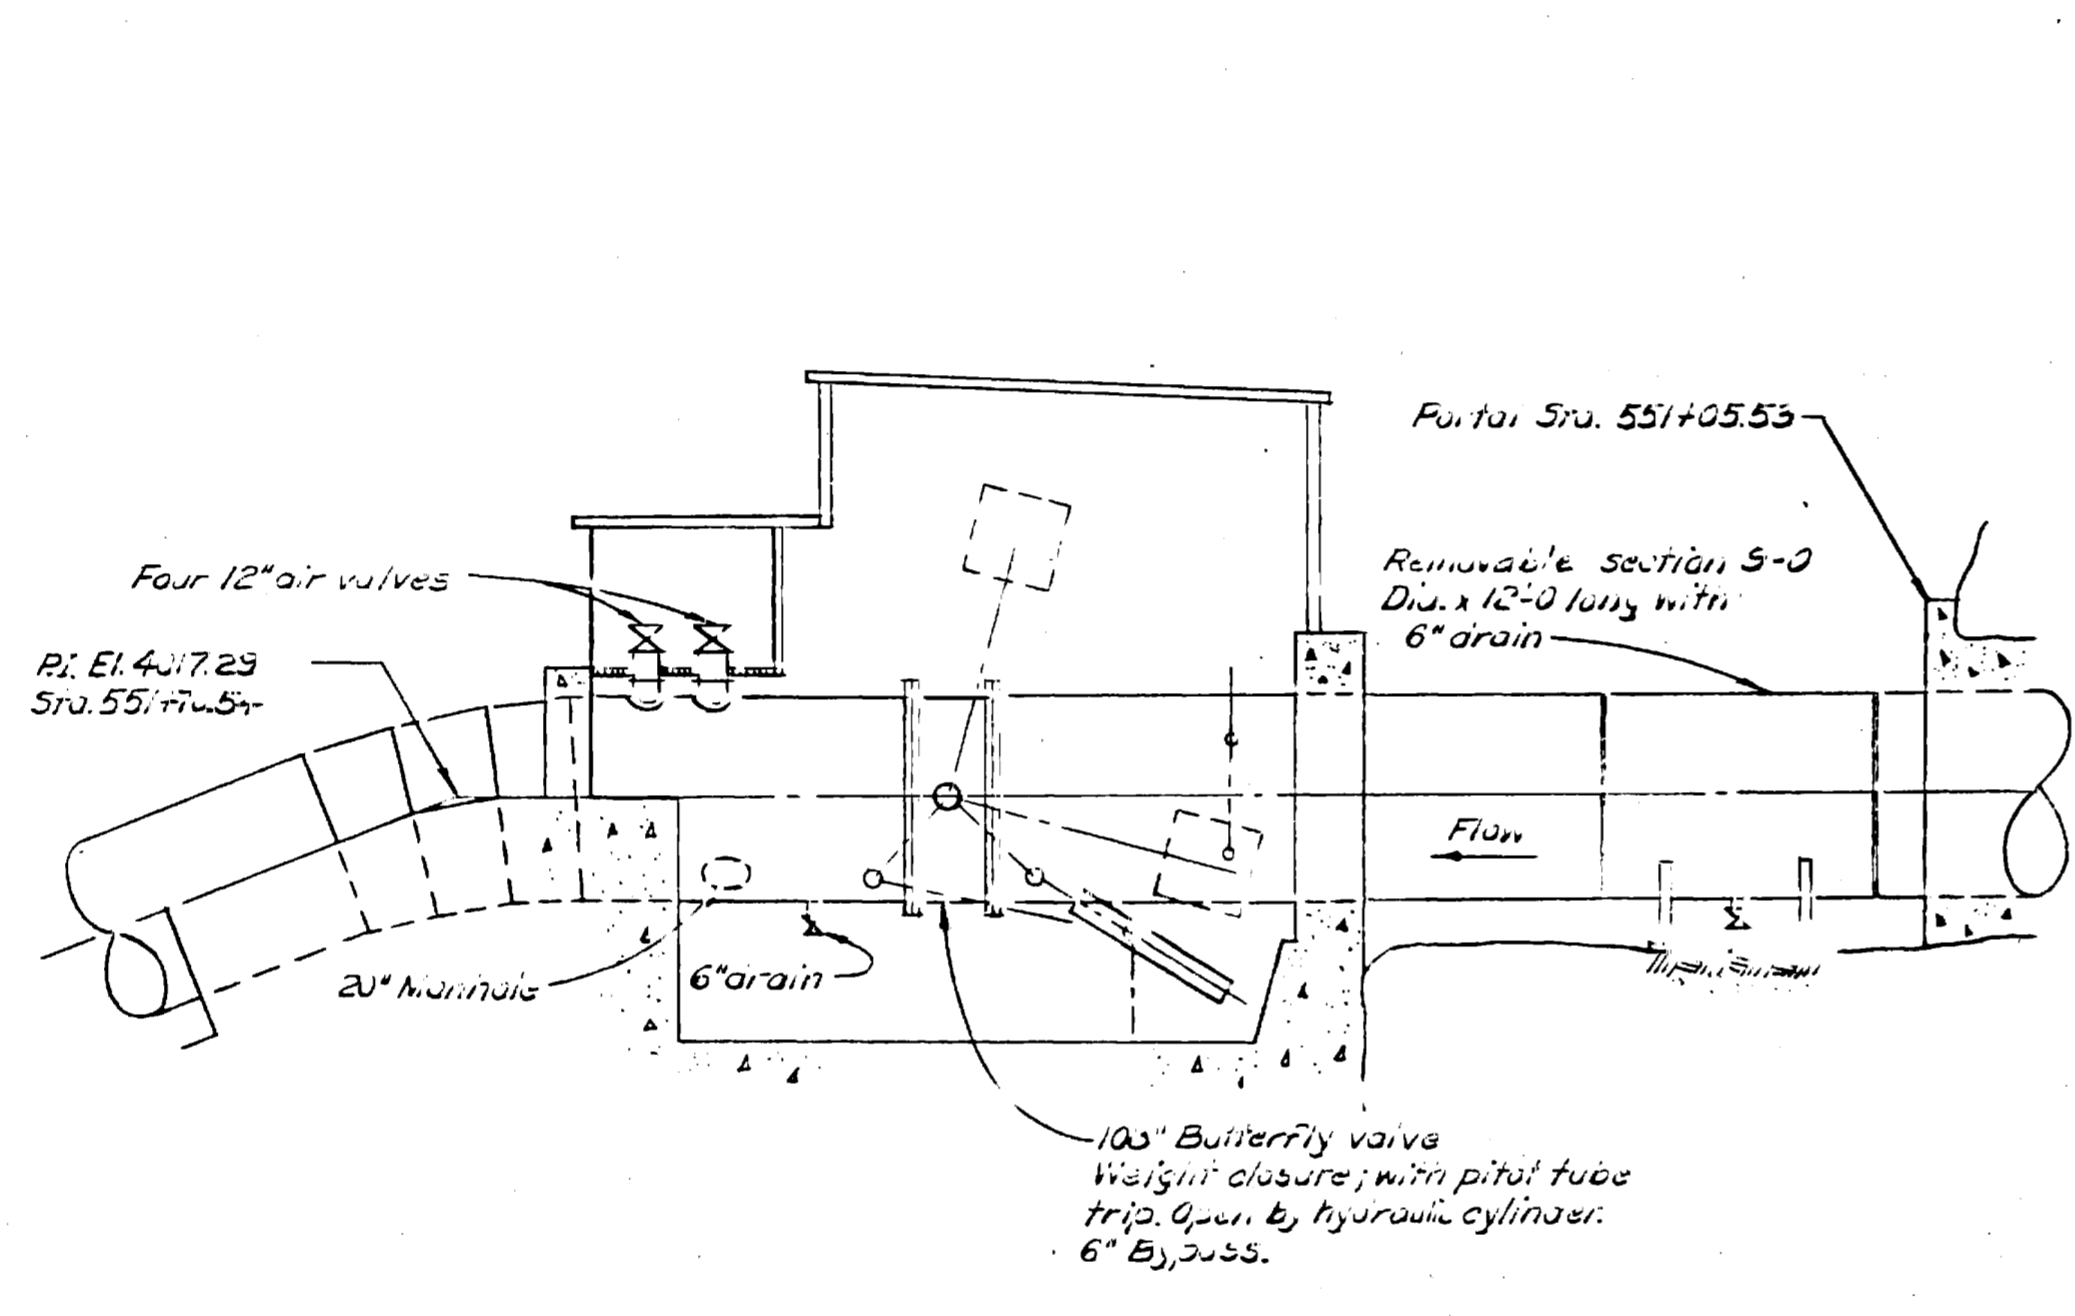 Portal Sta. 551+05.53
Removable section 9-0
Dia. x 12'-0 long with
6" drain
Four 12" air valves
P.I. El. 4017.29
Sta.
Flow
20" Manhole
6" drain
Butterfly valve
Weight closure; with pitot tube
trip. Open by hydraulic cylinder.
6" Bypass.